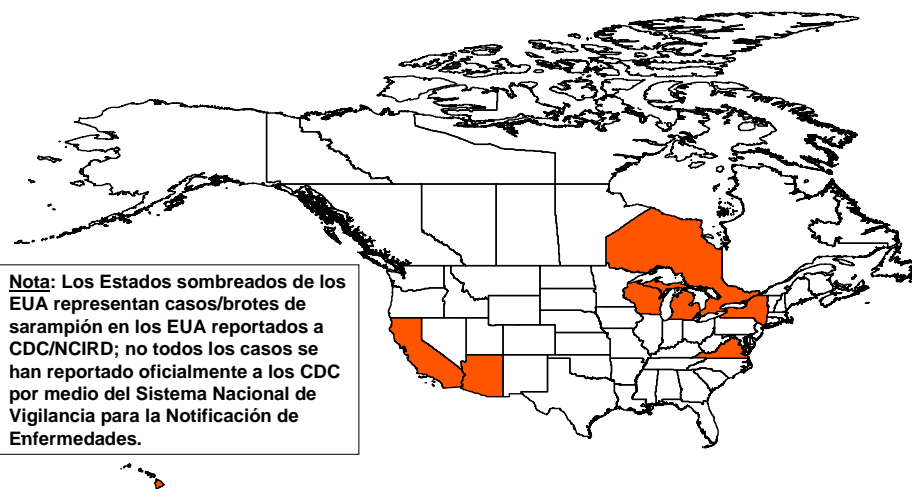 Nota: Los Estados sombreados de los
EUA representan casos/brotes de
sarampión en los EUA reportados a
CDC/NCIRD; no todos los casos se
han reportado oficialmente a los CDC
por medio del Sistema Nacional de
Vigilancia para la Notificación de
Enfermedades.